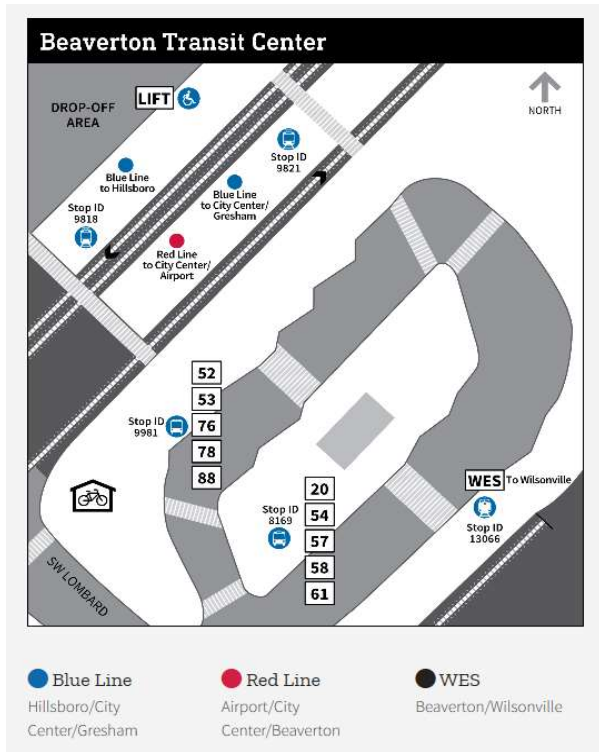 Beaverton Transit Center
DROP-OFF
AREA
LIFT
NORTH
Stop ID
9821
Blue Line
to Hillsboro
Blue Line
to City Center/
Gresham
Stop ID
9818
Red Line
to City Center/
Airport
52
53
Stop ID
9981
76
78
88
20
Stop ID
8169
54
57
58
61
WES To Wilsonville
Stop ID
13066
SW LOMBARD
Blue Line
Hillsboro/City
Center/Gresham
Red Line
Airport/City
Center/Beaverton
WES
Beaverton/Wilsonville